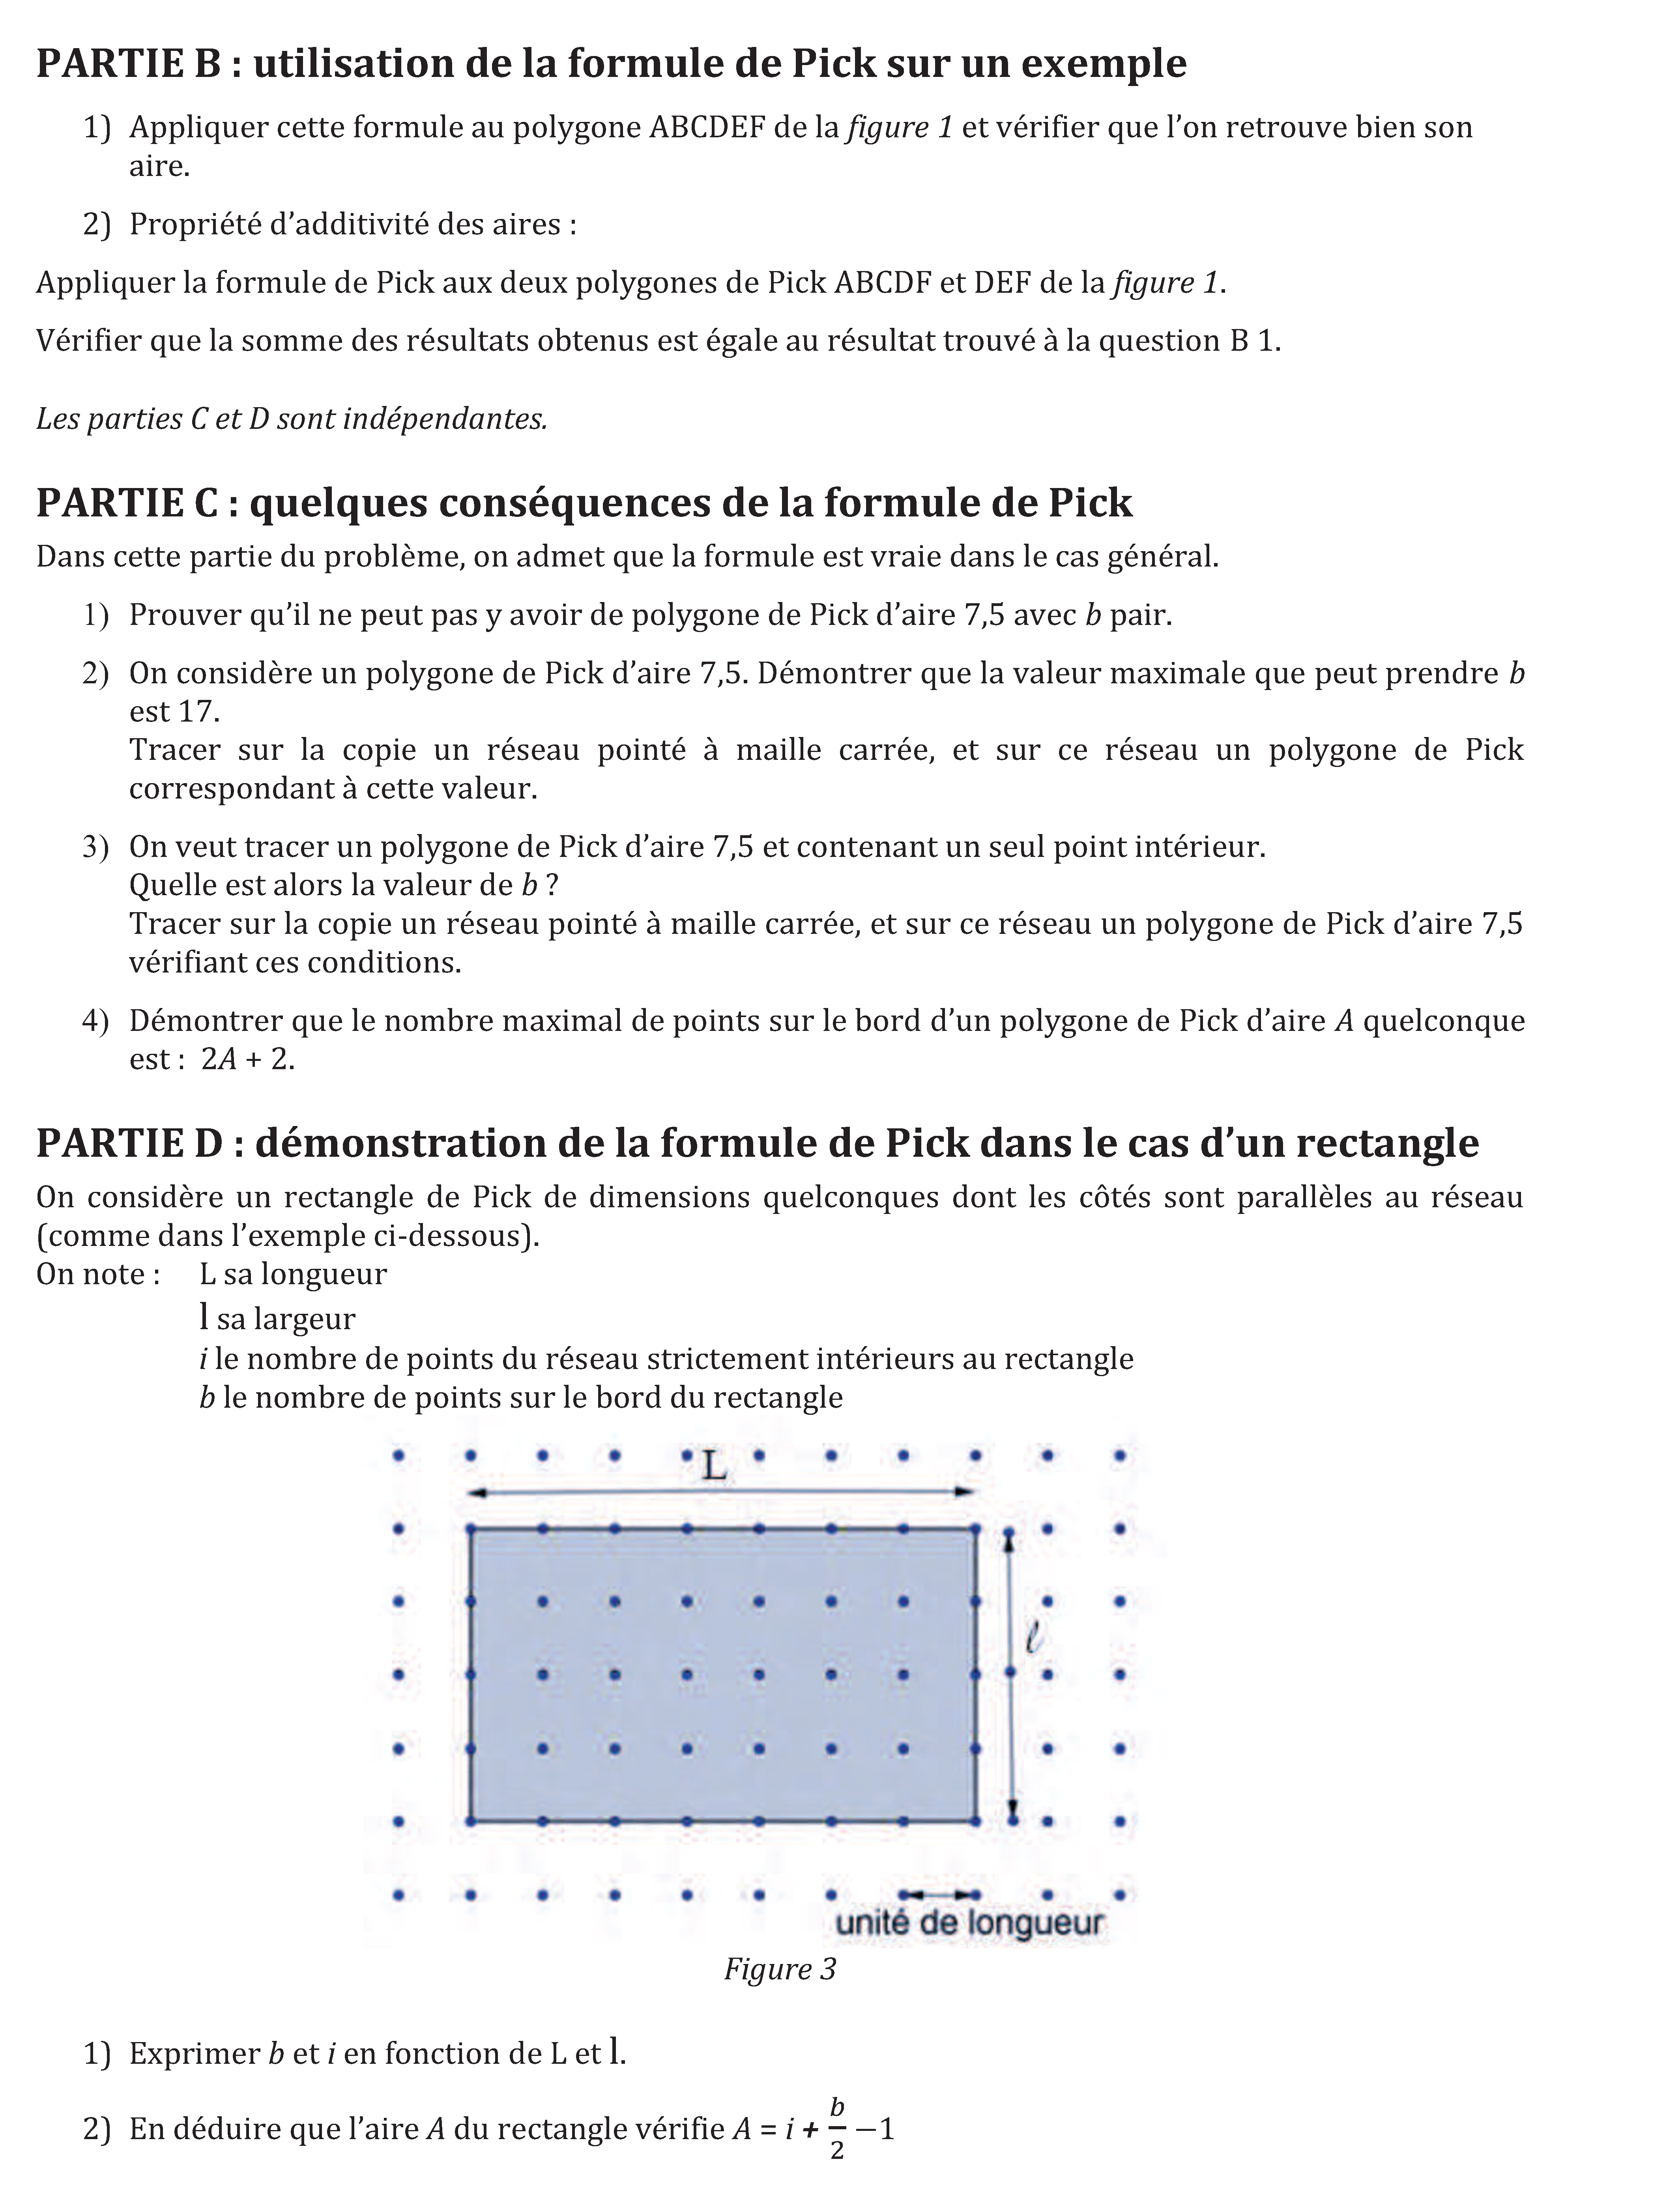 PARTIE B : utilisation de la formule de Pick sur un exemple
1) Appliquer cette formule au polygone ABCDEF de la figure 1 et vérifier que l’on retrouve bien son
aire.
2) Propriété d’additivité des aires :
Appliquer la formule de Pick aux deux polygones de Pick ABCDF et DEF de la figure 1.
Vérifier que la somme des résultats obtenus est égale au résultat trouvé à la question B 1.
Les parties C et D sont indépendantes.
PARTIE C : quelques conséquences de la formule de Pick
Dans cette partie du problème, on admet que la formule est vraie dans le cas général.
1) Prouver qu’il ne peut pas y avoir de polygone de Pick d’aire 7,5 avec b pair.
2) On considère un polygone de Pick d’aire 7,5. Démontrer que la valeur maximale que peut prendre b
est 17.
Tracer sur la copie un réseau pointé à maille carrée, et sur ce réseau un polygone de Pick
correspondant à cette valeur.
3) On veut tracer un polygone de Pick d’aire 7,5 et contenant un seul point intérieur.
Quelle est alors la valeur de b ?
Tracer sur la copie un réseau pointé à maille carrée, et sur ce réseau un polygone de Pick d’aire 7,5
vérifiant ces conditions.
4) Démontrer que le nombre maximal de points sur le bord d’un polygone de Pick d’aire A quelconque
est : 2A + 2.
PARTIE D : démonstration de la formule de Pick dans le cas d’un rectangle
On considère un rectangle de Pick de dimensions quelconques dont les côtés sont parallèles au réseau
(comme dans l’exemple ci-dessous).
On note : L sa longueur
l sa largeur
i le nombre de points du réseau strictement intérieurs au rectangle
b le nombre de points sur le bord du rectangle
L
ℓ
unité de longueur
Figure 3
1) Exprimer b et i en fonction de L et l.
2) En déduire que l’aire A du rectangle vérifie A = i + b/2 −1